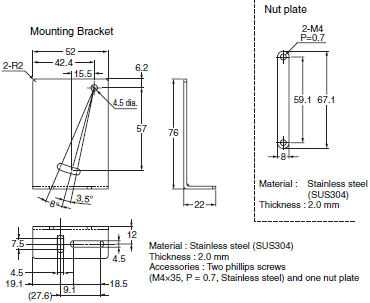 Mounting Bracket
Nut plate
2-R2
52
42.4
15.5
6.2
4.5 dia.
57
76
22
8°
3.5°
2-M4
P=0.7
59.1
67.1
8
Material : Stainless steel
(SUS304)
Thickness : 2.0 mm
7.5
12
4.5
4.5
19.1
9.1
18.5
(27.6)
Material : Stainless steel (SUS304)
Thickness : 2.0 mm
Accessories : Two phillips screws
(M4×35, P = 0.7, Stainless steel) and one nut plate